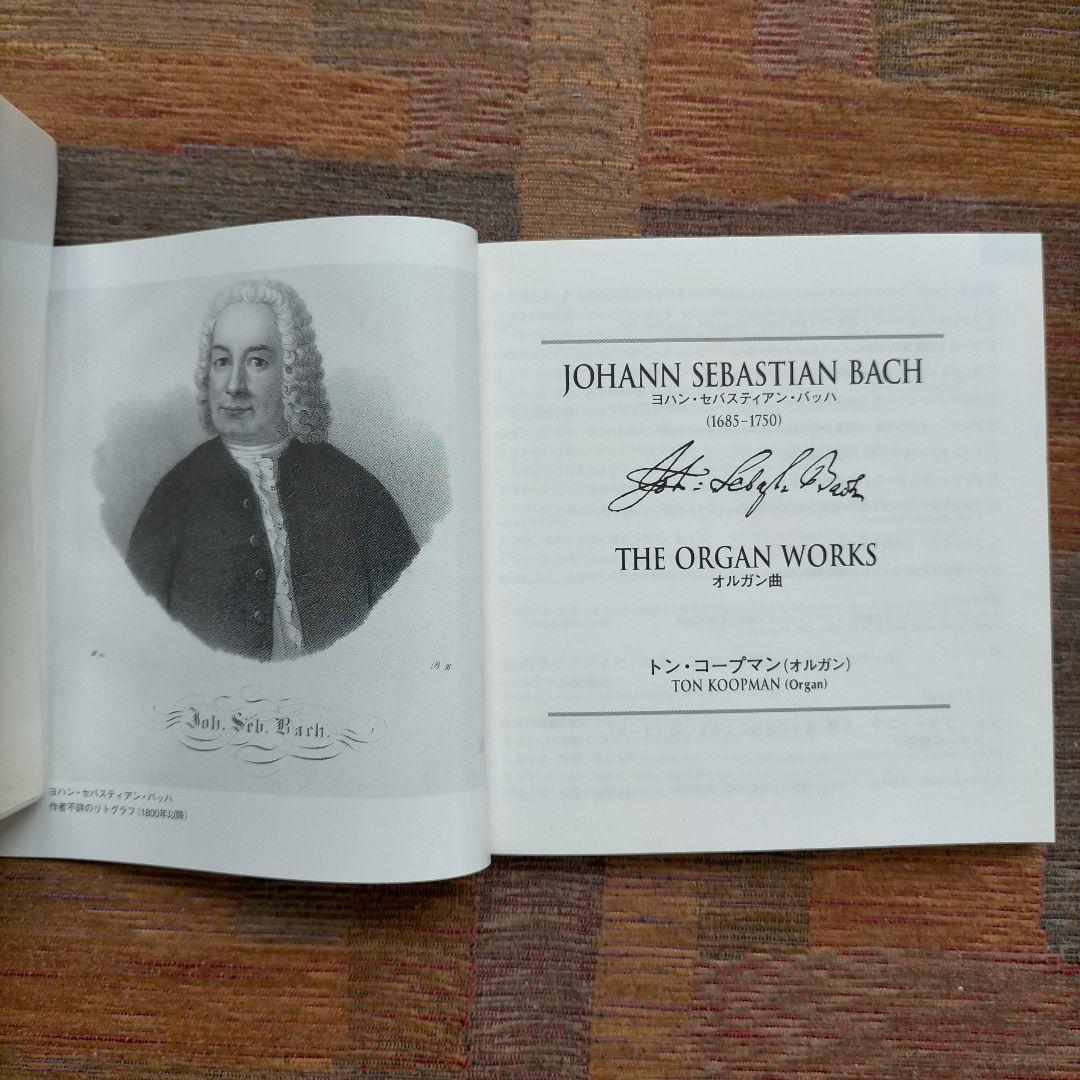 Joh. Seb. Bach.
ヨハン・セバスティアン・バッハ
作者不詳のリトグラフ(1800年以降)
JOHANN SEBASTIAN BACH
ヨハン・セバスティアン・バッハ
(1685–1750)
Joh: Sebast. Bach
THE ORGAN WORKS
オルガン曲
トン・コープマン(オルガン)
TON KOOPMAN (Organ)